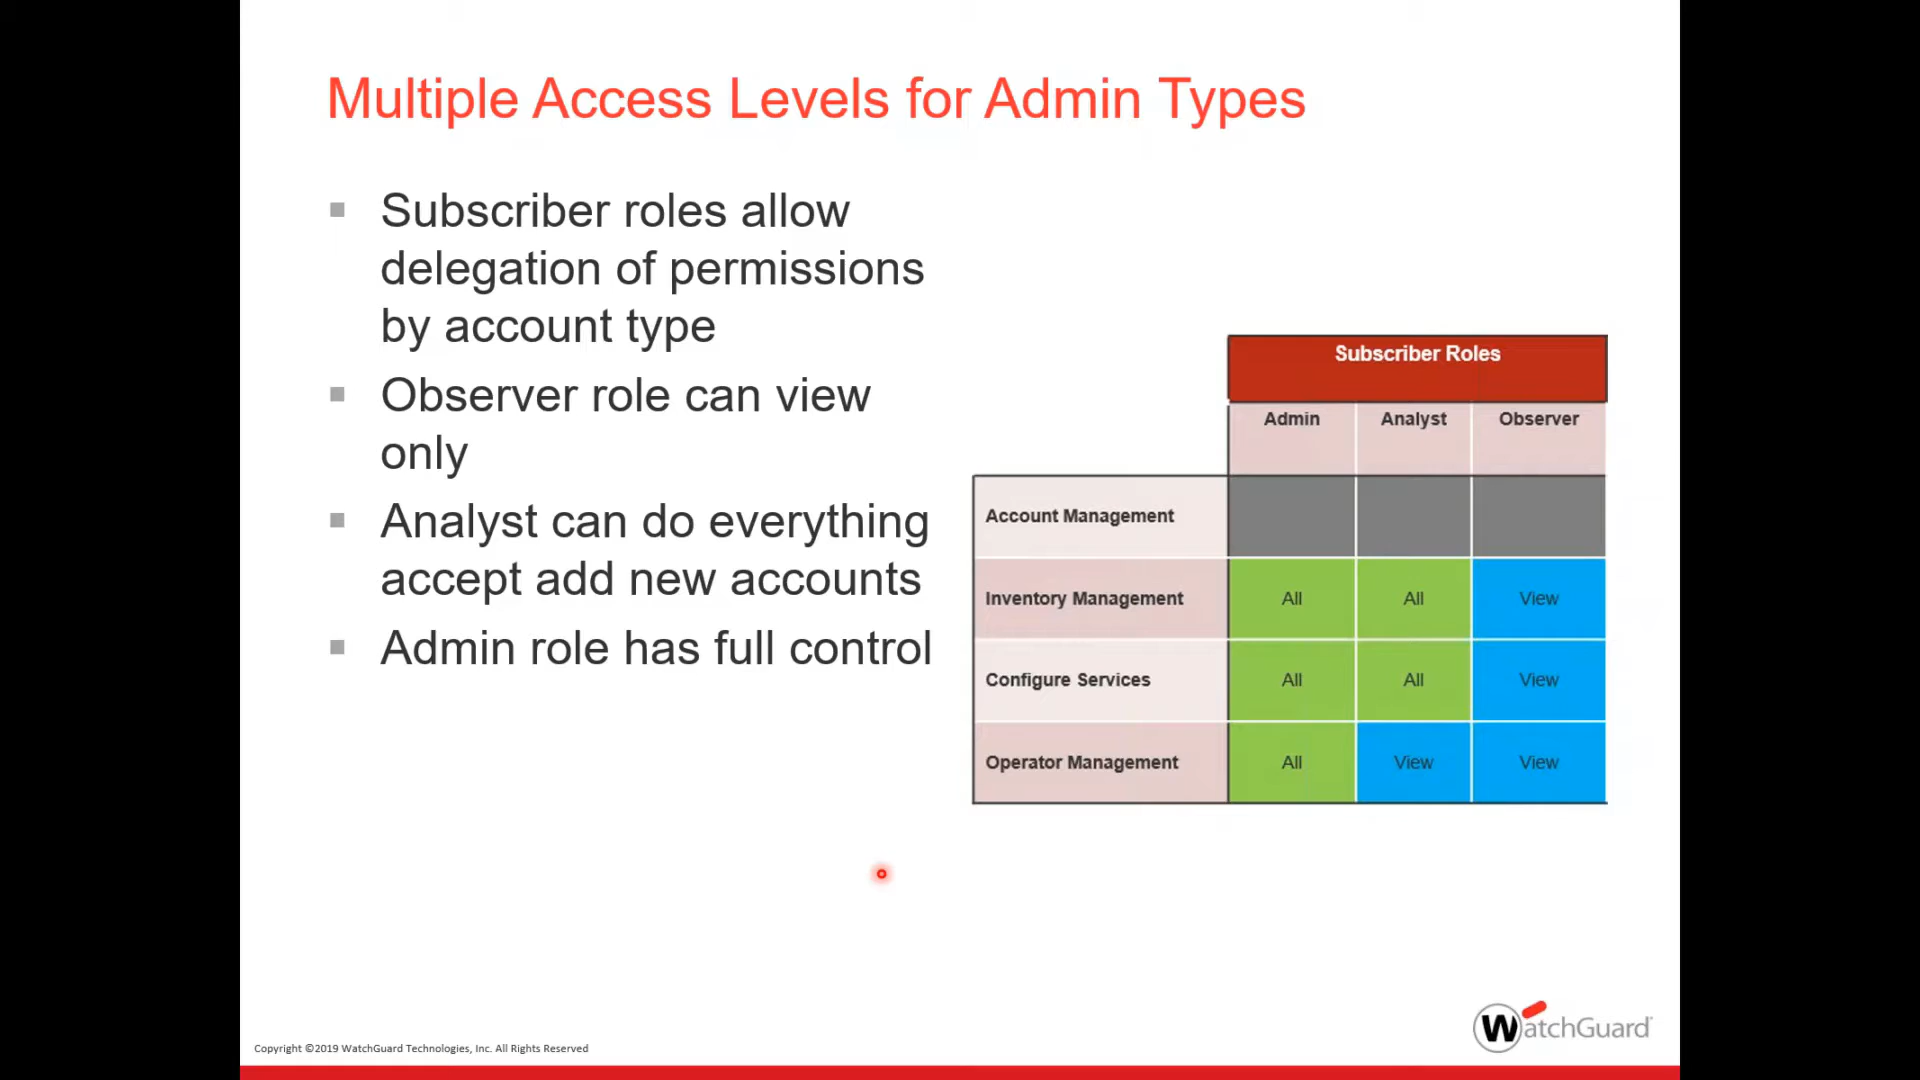 Multiple Access Levels for Admin Types
Subscriber roles allow
delegation of permissions
by account type
Observer role can view
only
Analyst can do everything
accept add new accounts
Admin role has full control
Subscriber Roles
Admin Analyst Observer
Account Management
Inventory Management All All View
Configure Services All All View
Operator Management All View View
WatchGuard
Copyright ©2019 WatchGuard Technologies, Inc. All Rights Reserved